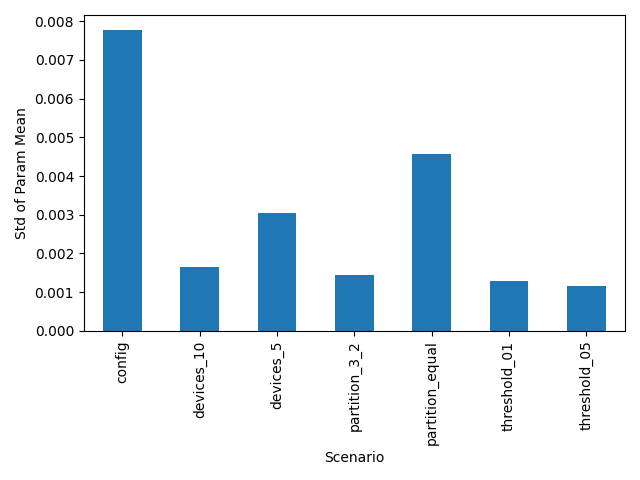 0.008
0.007
0.006
0.005
0.004
0.003
0.002
0.001
0.000
Std of Param Mean
config
devices_10
devices_5
partition_3_2
partition_equal
threshold_01
threshold_05
Scenario